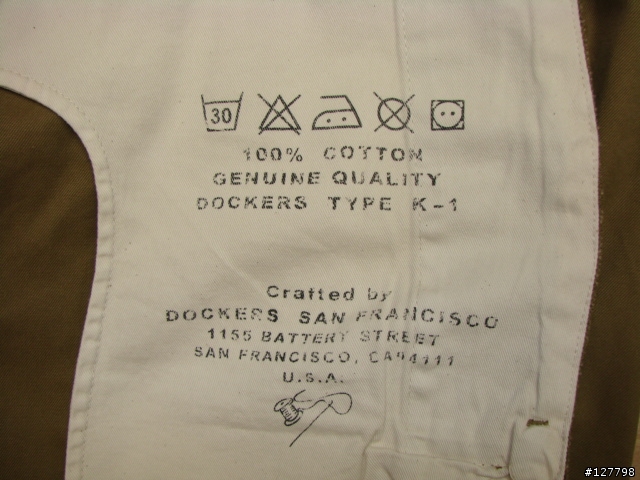 30
100% COTTON
GENUINE QUALITY
DOCKERS TYPE K-1
Crafted by
DOCKERS SAN FRANCISCO
1155 BATTERY STREET
SAN FRANCISCO, CA94111
U.S.A.
#127798